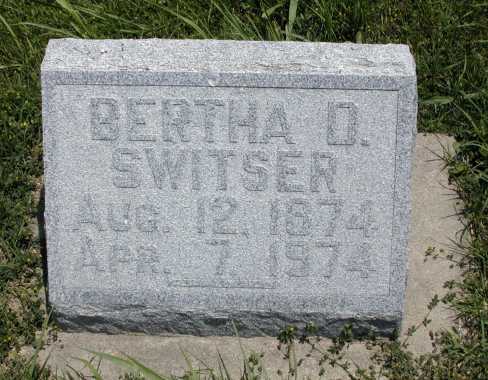 BERTHA D.
SWITSER
AUG. 12, 1874
APR. 7, 1974